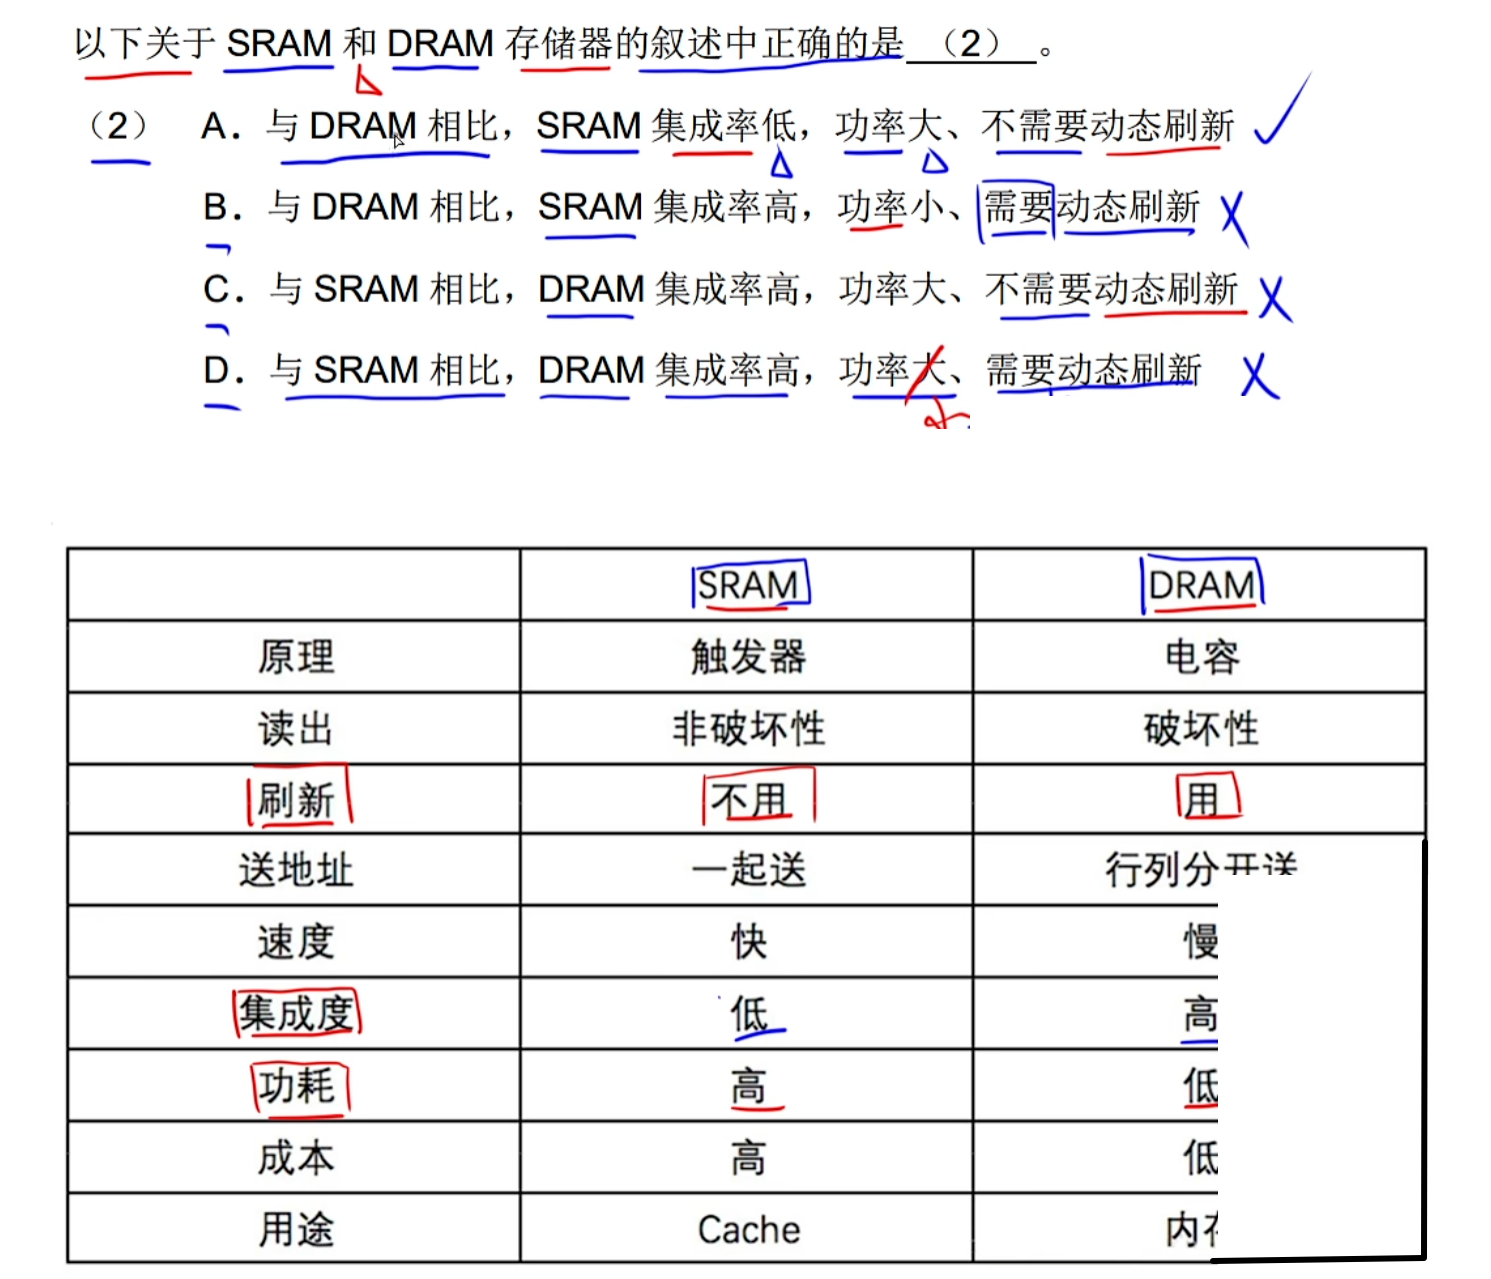 以下关于 SRAM 和 DRAM 存储器的叙述中正确的是 （2） 。
（2） A．与 DRAM 相比，SRAM 集成率低，功率大、不需要动态刷新
B．与 DRAM 相比，SRAM 集成率高，功率小、需要动态刷新
C．与 SRAM 相比，DRAM 集成率高，功率大、不需要动态刷新
D．与 SRAM 相比，DRAM 集成率高，功率大、需要动态刷新
SRAM DRAM
原理 触发器 电容
读出 非破坏性 破坏性
刷新 不用 用
送地址 一起送 行列分开送
速度 快 慢
集成度 低 高
功耗 高 低
成本 高 低
用途 Cache 内